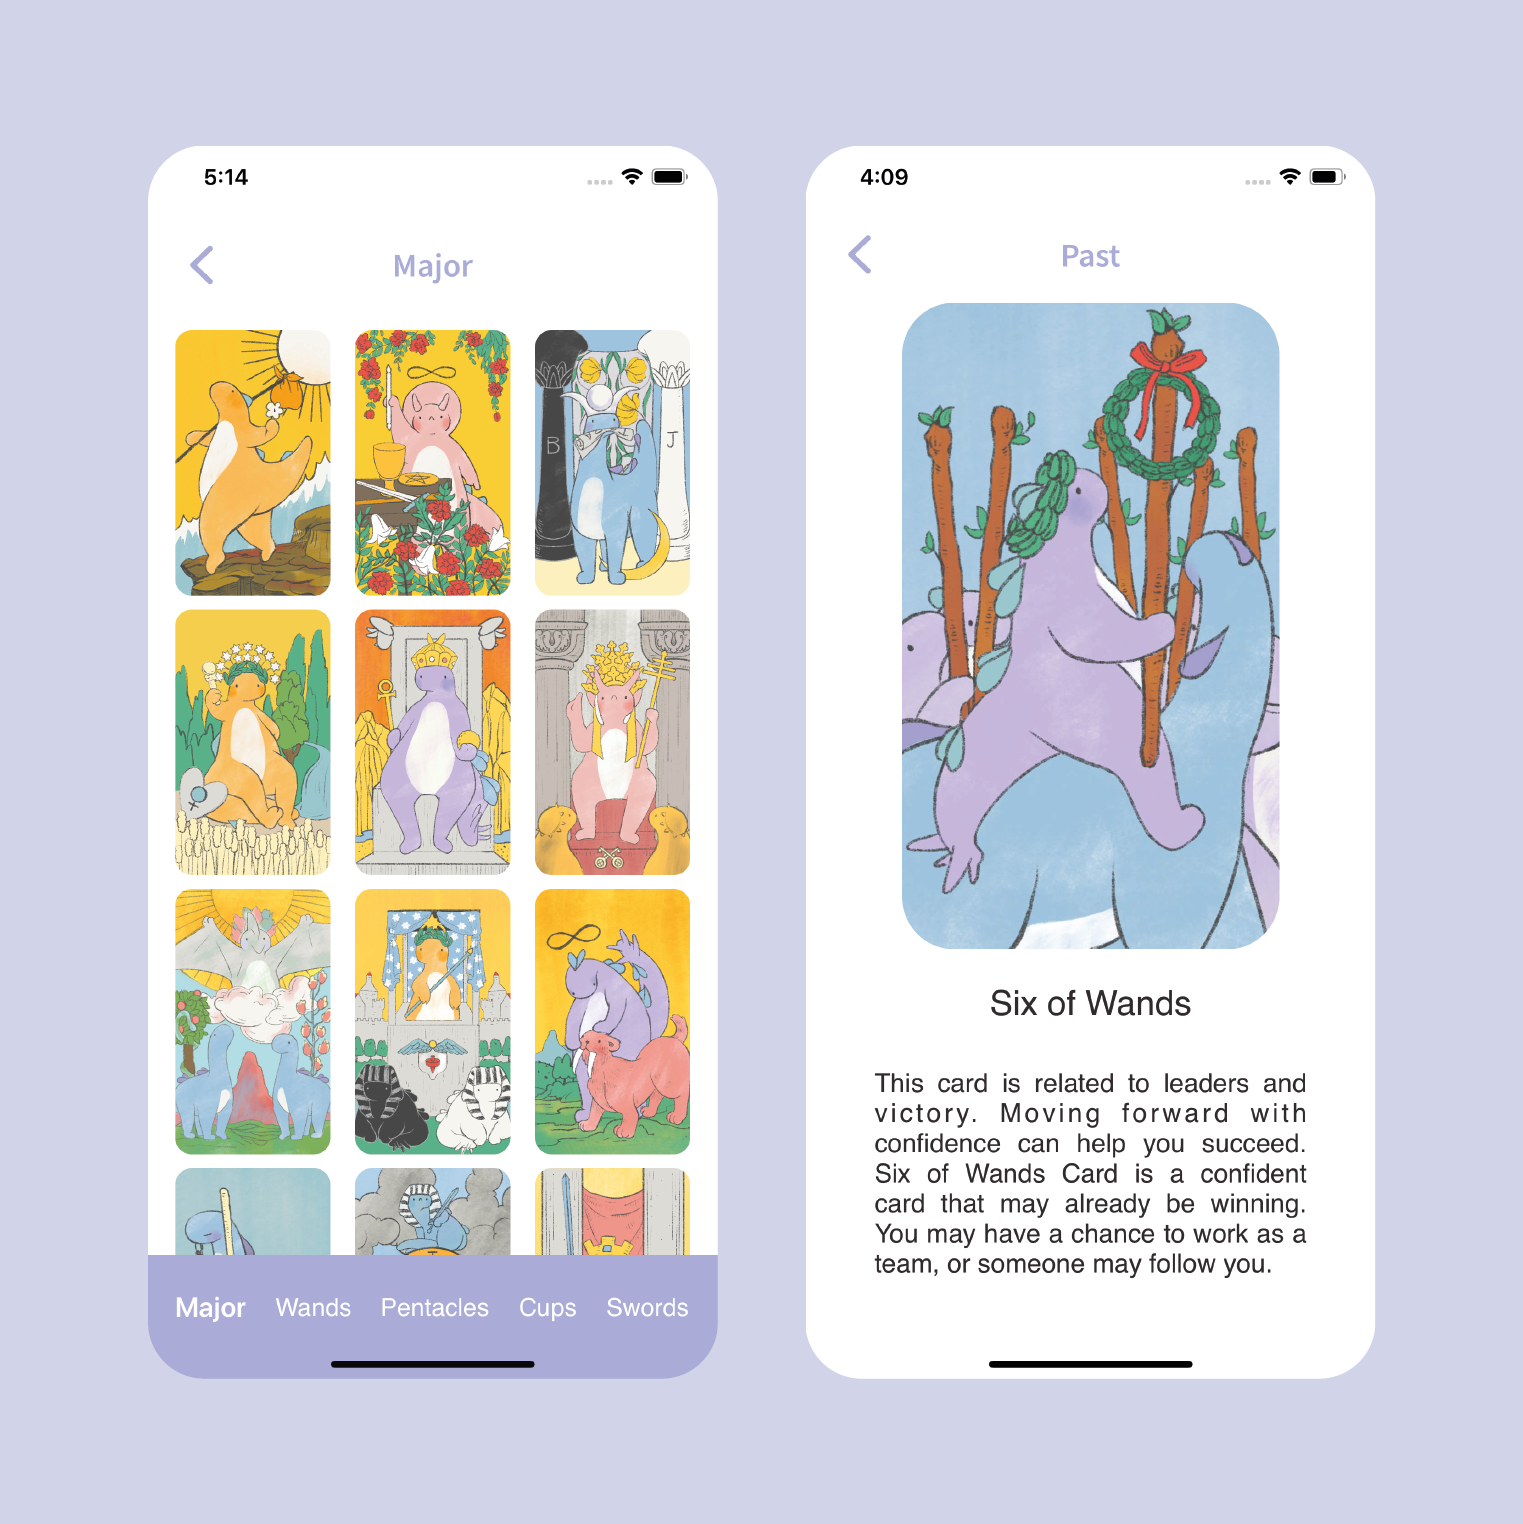 5:14
Major
B
J
Major Wands Pentacles Cups Swords
4:09
Past
Six of Wands
This card is related to leaders and
victory. Moving forward with
confidence can help you succeed.
Six of Wands Card is a confident
card that may already be winning.
You may have a chance to work as a
team, or someone may follow you.